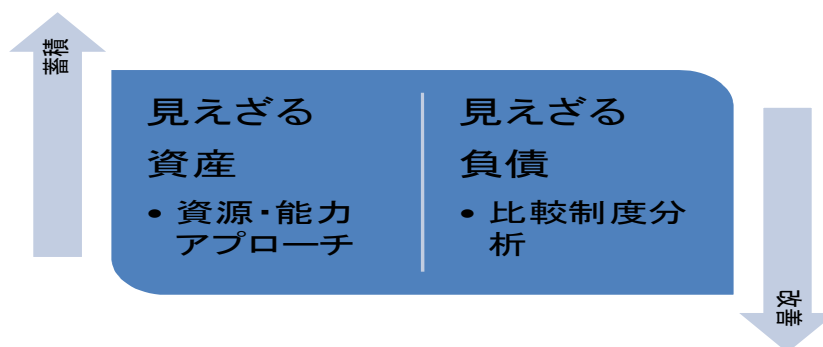 蓄積
見えざる
資産
• 資源・能力
アプローチ
見えざる
負債
• 比較制度分
析
改善